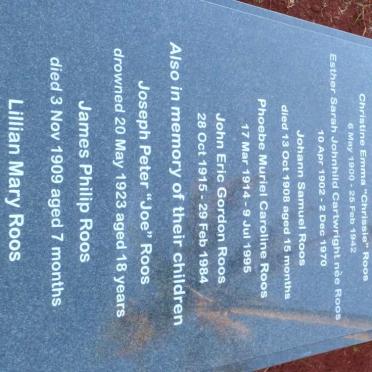 Christine Emma "Chrissie" Roos
6 May 1900 - 25 Feb 1942
Esther Sarah Johnhild Cartwright nèe Roos
10 Apr 1902 - 2 Dec 1970
Johann Samuel Roos
died 13 Oct 1908 aged 15 months
Phoebe Muriel Caroline Roos
17 Mar 1914 - 9 Jul 1995
John Eric Gordon Roos
28 Oct 1915 - 29 Feb 1984
Also in memory of their children
Joseph Peter "Joe" Roos
drowned 20 May 1923 aged 18 years
James Philip Roos
died 3 Nov 1909 aged 7 months
Lillian Mary Roos